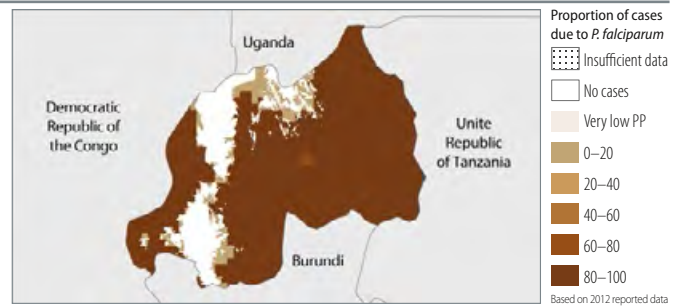 Uganda
Democratic
Republic of
the Congo
Unite
Republic
of Tanzania
Burundi
Proportion of cases
due to P. falciparum
Insufficient data
No cases
Very low PP
0–20
20–40
40–60
60–80
80–100
Based on 2012 reported data